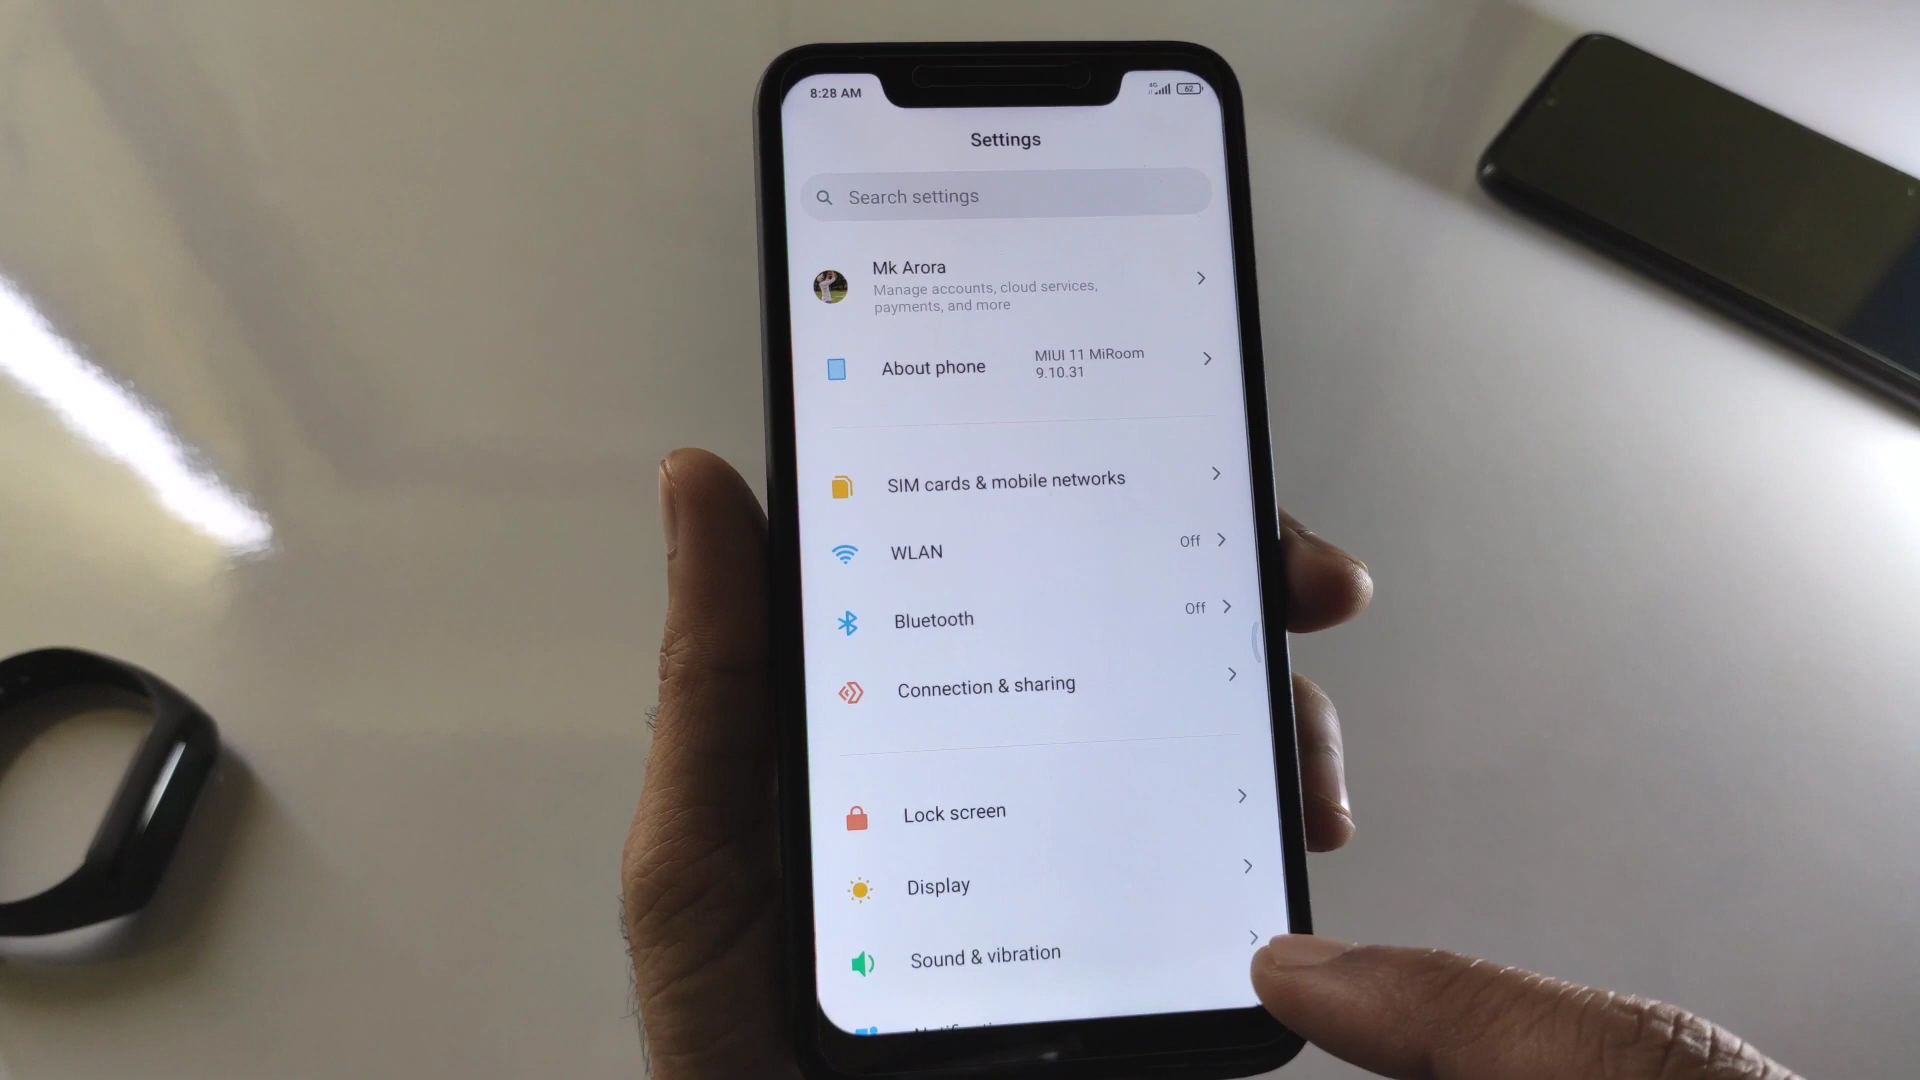 8:28 AM
4G
62
Settings
Search settings
Mk Arora
Manage accounts, cloud services,
payments, and more
About phone
MIUI 11 MiRoom
9.10.31
SIM cards & mobile networks
WLAN
Off
Bluetooth
Off
Connection & sharing
Lock screen
Display
Sound & vibration